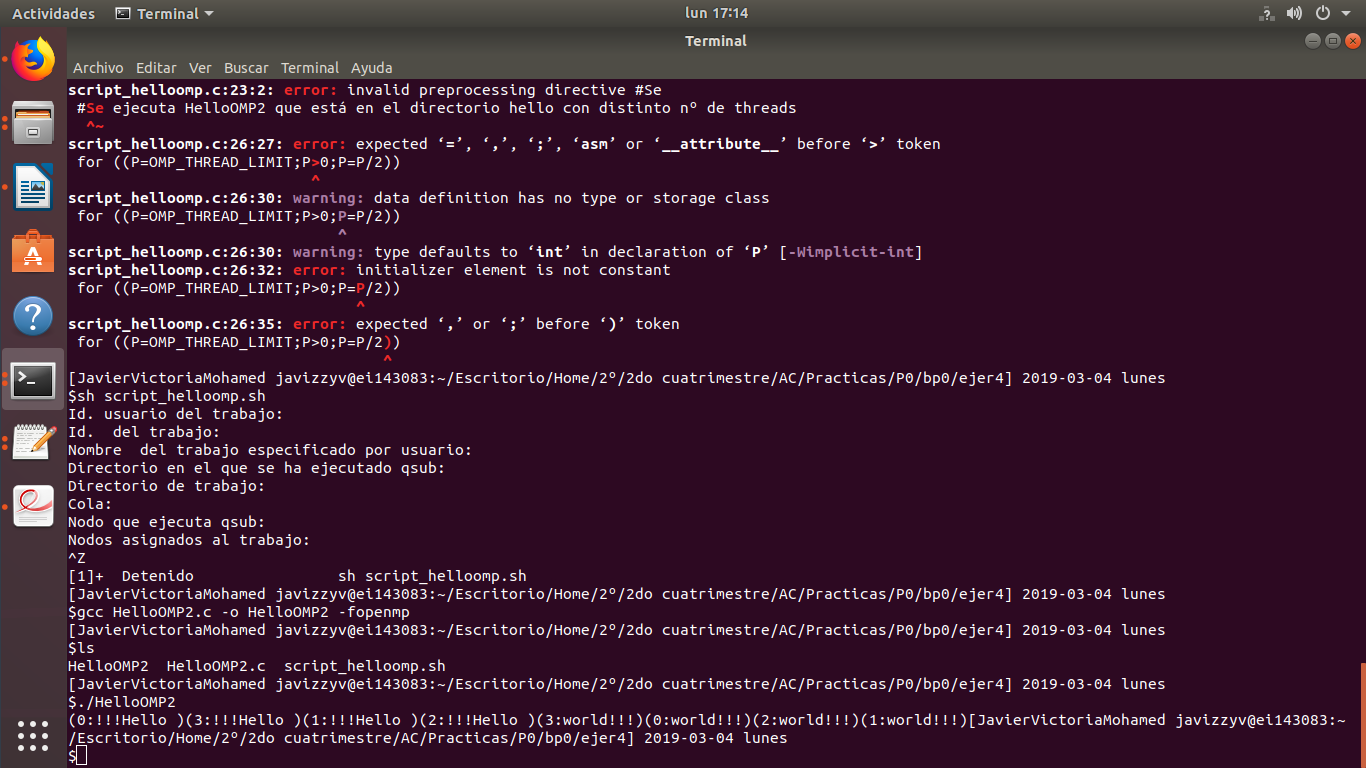 Actividades Terminal lun 17:14
Terminal
Archivo Editar Ver Buscar Terminal Ayuda
script_helloomp.c:23:2: error: invalid preprocessing directive #Se
#Se ejecuta HelloOMP2 que está en el directorio hello con distinto nº de threads
^~
script_helloomp.c:26:27: error: expected ‘=’, ‘,’, ‘;’, ‘asm’ or ‘__attribute__’ before ‘>’ token
for ((P=OMP_THREAD_LIMIT;P>0;P=P/2))
^
script_helloomp.c:26:30: warning: data definition has no type or storage class
for ((P=OMP_THREAD_LIMIT;P>0;P=P/2))
^
script_helloomp.c:26:30: warning: type defaults to ‘int’ in declaration of ‘P’ [-Wimplicit-int]
script_helloomp.c:26:32: error: initializer element is not constant
for ((P=OMP_THREAD_LIMIT;P>0;P=P/2))
^
script_helloomp.c:26:35: error: expected ‘,’ or ‘;’ before ‘)’ token
for ((P=OMP_THREAD_LIMIT;P>0;P=P/2))
^
[JavierVictoriaMohamed javizzyv@ei143083:~/Escritorio/Home/2º/2do cuatrimestre/AC/Practicas/P0/bp0/ejer4] 2019-03-04 lunes
$sh script_helloomp.sh
Id. usuario del trabajo:
Id.  del trabajo:
Nombre  del trabajo especificado por usuario:
Directorio en el que se ha ejecutado qsub:
Directorio de trabajo:
Cola:
Nodo que ejecuta qsub:
Nodos asignados al trabajo:
^Z
[1]+  Detenido                sh script_helloomp.sh
[JavierVictoriaMohamed javizzyv@ei143083:~/Escritorio/Home/2º/2do cuatrimestre/AC/Practicas/P0/bp0/ejer4] 2019-03-04 lunes
$gcc HelloOMP2.c -o HelloOMP2 -fopenmp
[JavierVictoriaMohamed javizzyv@ei143083:~/Escritorio/Home/2º/2do cuatrimestre/AC/Practicas/P0/bp0/ejer4] 2019-03-04 lunes
$ls
HelloOMP2  HelloOMP2.c  script_helloomp.sh
[JavierVictoriaMohamed javizzyv@ei143083:~/Escritorio/Home/2º/2do cuatrimestre/AC/Practicas/P0/bp0/ejer4] 2019-03-04 lunes
$./HelloOMP2
(0:!!!Hello )(3:!!!Hello )(1:!!!Hello )(2:!!!Hello )(3:world!!!)(0:world!!!)(2:world!!!)(1:world!!!)[JavierVictoriaMohamed javizzyv@ei143083:~
/Escritorio/Home/2º/2do cuatrimestre/AC/Practicas/P0/bp0/ejer4] 2019-03-04 lunes
$